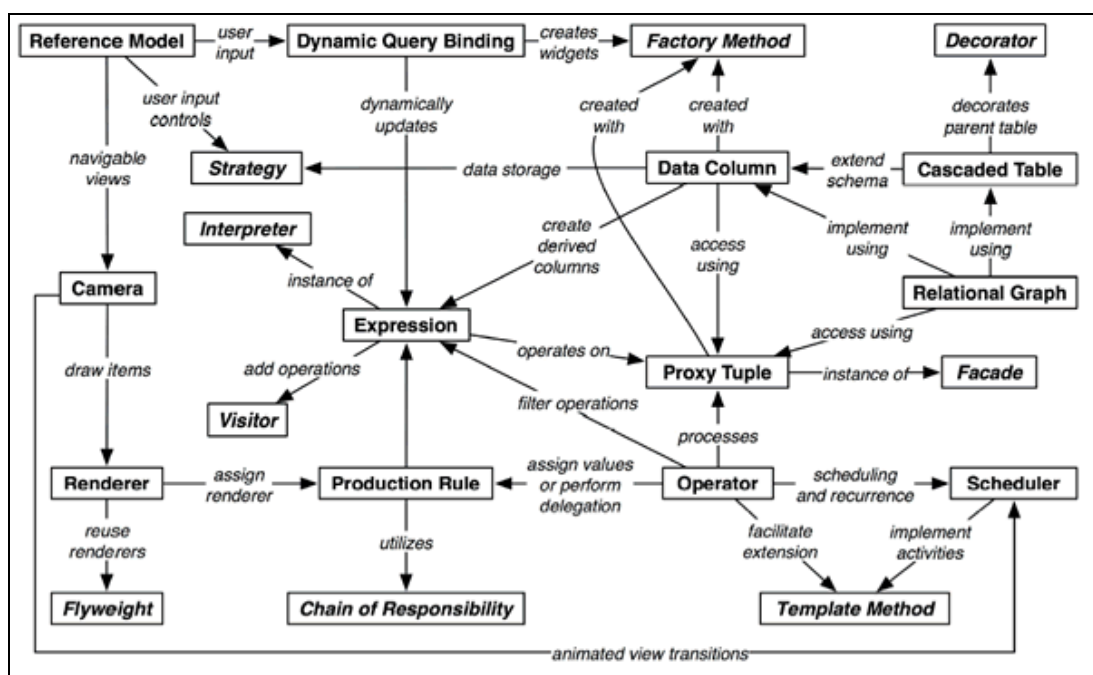 Reference Model
user
input
Dynamic Query Binding
creates
widgets
Factory Method
Decorator
user input
controls
dynamically
updates
created
with
created
with
decorates
parent table
navigable
views
Strategy
data storage
Data Column
extend
schema
Cascaded Table
Interpreter
create
derived
columns
access
using
implement
using
implement
using
instance of
Camera
Relational Graph
Expression
access using
operates on
draw items
add operations
Proxy Tuple
instance of
Facade
Visitor
filter operations
processes
Renderer
assign
renderer
Production Rule
assign values
or perform
delegation
Operator
scheduling
and recurrence
Scheduler
reuse
renderers
utilizes
facilitate
extension
implement
activities
Flyweight
Chain of Responsibility
Template Method
animated view transitions